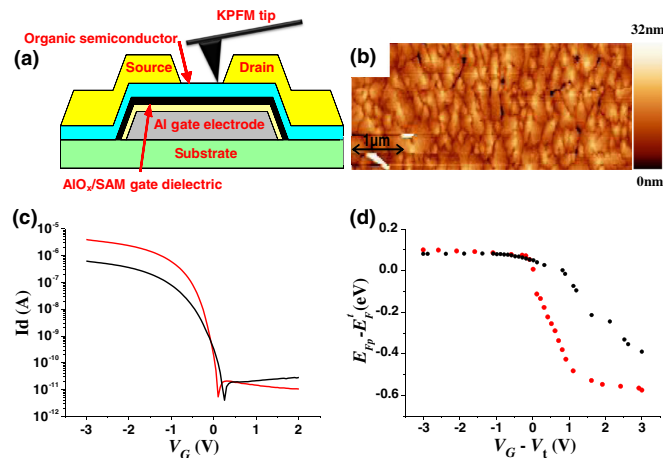 KPFM tip
Organic semiconductor
(a)
Source
Drain
Al gate electrode
Substrate
AlOx/SAM gate dielectric
(b)
32nm
1µm
0nm
(c)
10-5
10-6
10-7
10-8
10-9
10-10
10-11
10-12
Id (A)
-3 -2 -1 0 1 2
VG (V)
(d)
0.2
0.0
-0.2
-0.4
-0.6
EFp -EFt (eV)
-3 -2 -1 0 1 2 3
VG - Vt (V)